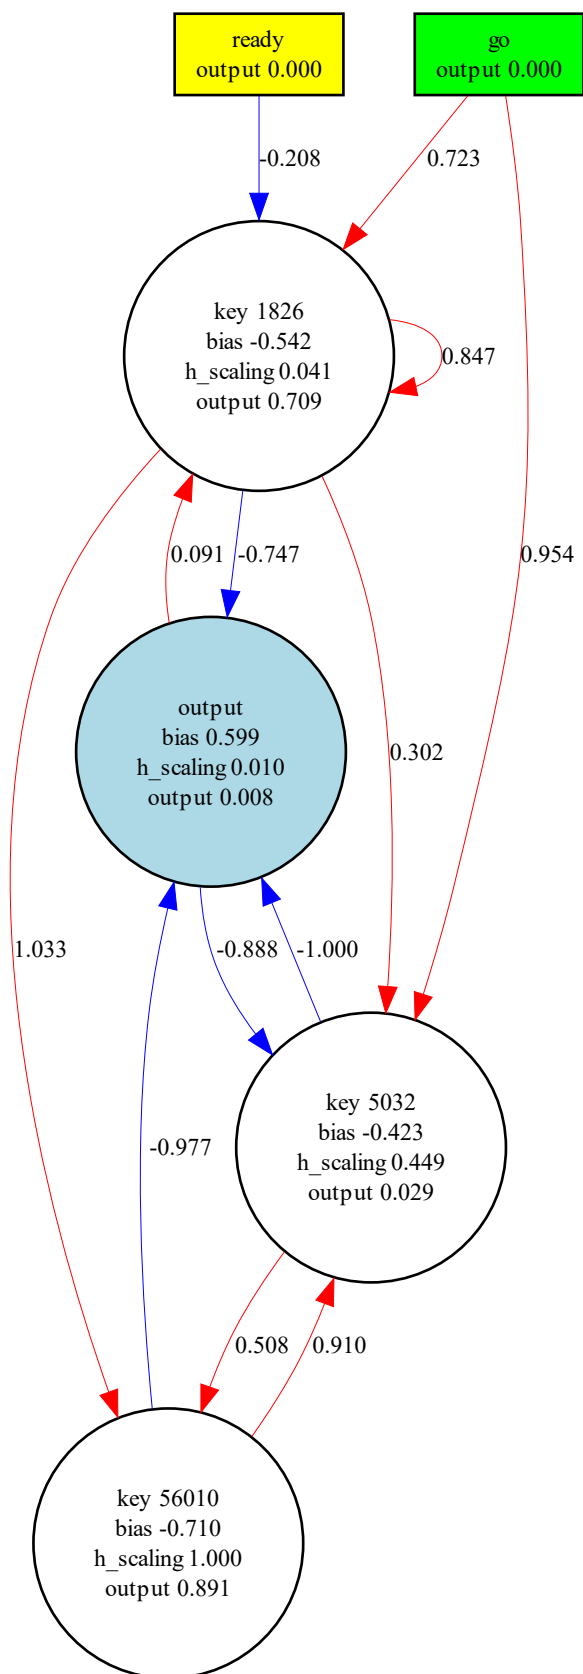 ready
output 0.000
go
output 0.000
-0.208
0.723
key 1826
bias -0.542
h_scaling 0.041
output 0.709
0.847
0.091
-0.747
0.954
output
bias 0.599
h_scaling 0.010
output 0.008
0.302
1.033
-0.888
-1.000
key 5032
bias -0.423
h_scaling 0.449
output 0.029
-0.977
0.508
0.910
key 56010
bias -0.710
h_scaling 1.000
output 0.891